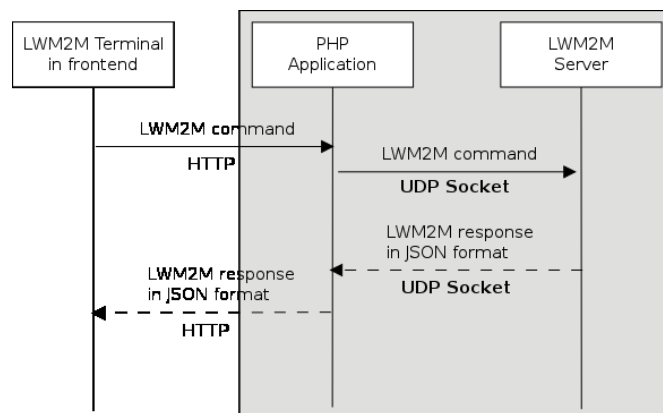 LWM2M Terminal
in frontend
PHP
Application
LWM2M
Server
LWM2M command
HTTP
LWM2M command
UDP Socket
LWM2M response
in JSON format
UDP Socket
LWM2M response
in JSON format
HTTP